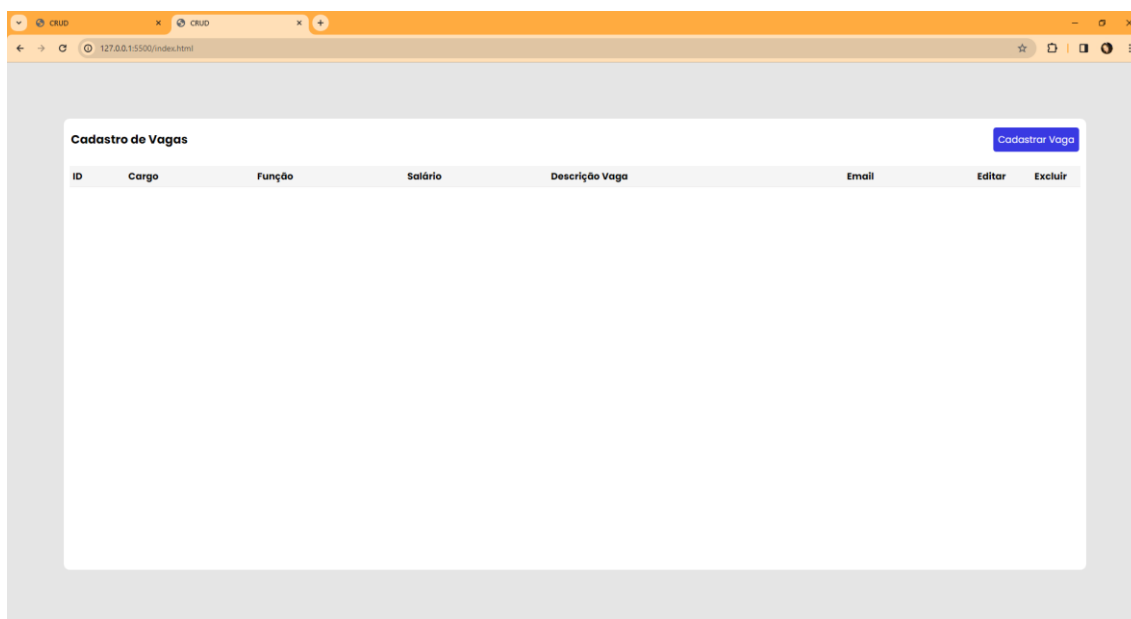 CRUD CRUD
127.0.0.1:5500/index.html
Cadastro de Vagas Cadastrar Vaga
ID Cargo Função Salário Descrição Vaga Email Editar Excluir